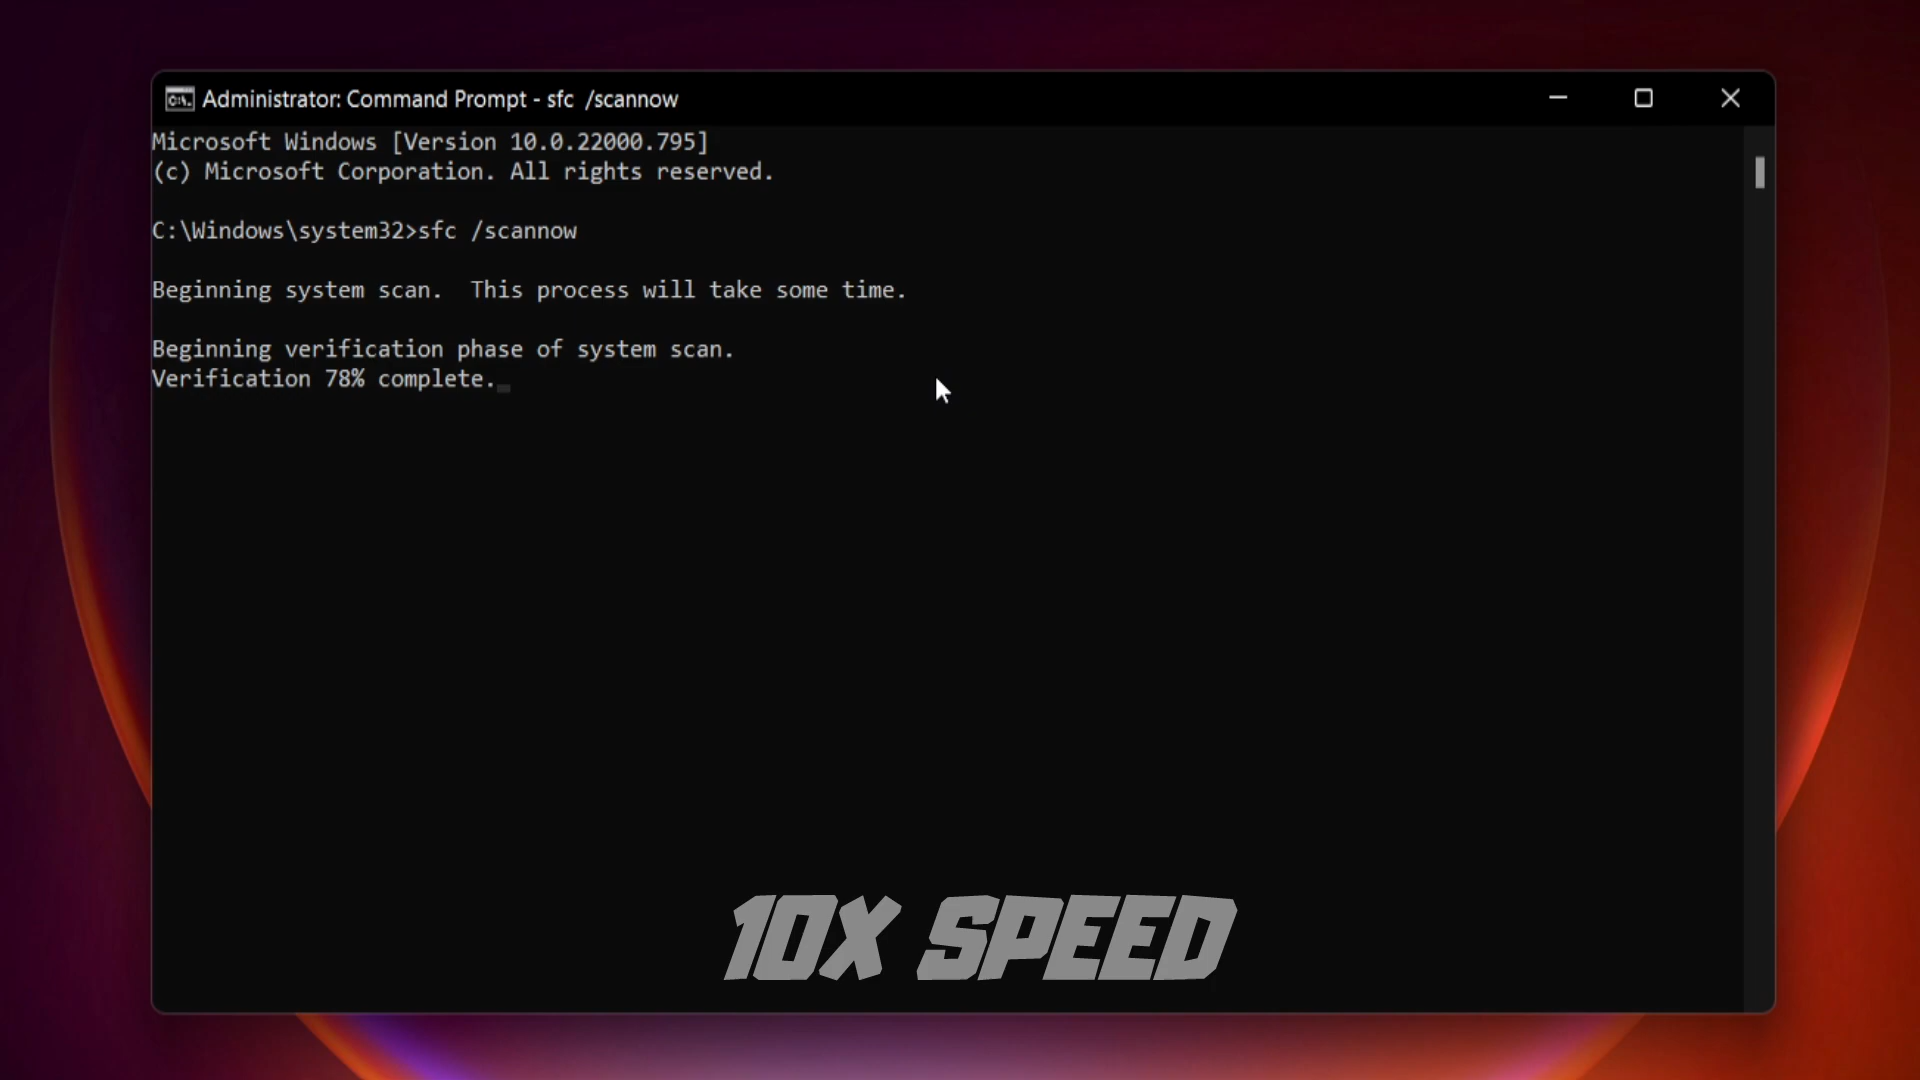 Administrator: Command Prompt - sfc  /scannow
Microsoft Windows [Version 10.0.22000.795]
(c) Microsoft Corporation. All rights reserved.
C:\Windows\system32>sfc /scannow
Beginning system scan.  This process will take some time.
Beginning verification phase of system scan.
Verification 78% complete.
10X SPEED